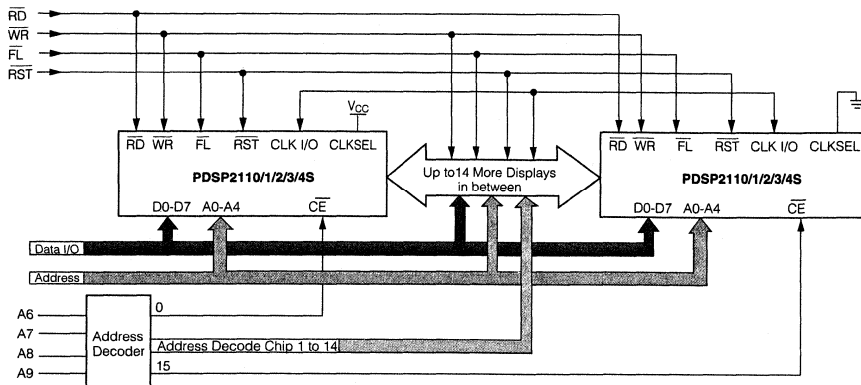 RD
WR
FL
RST
VCC
RD WR FL RST CLK I/O CLKSEL
PDSP2110/1/2/3/4S
D0-D7 A0-A4 CE
Up to14 More Displays
in between
RD WR FL RST CLK I/O CLKSEL
PDSP2110/1/2/3/4S
D0-D7 A0-A4 CE
Data I/O
Address
A6
A7
A8
A9
Address
Decoder
0
Address Decode Chip 1 to 14
15